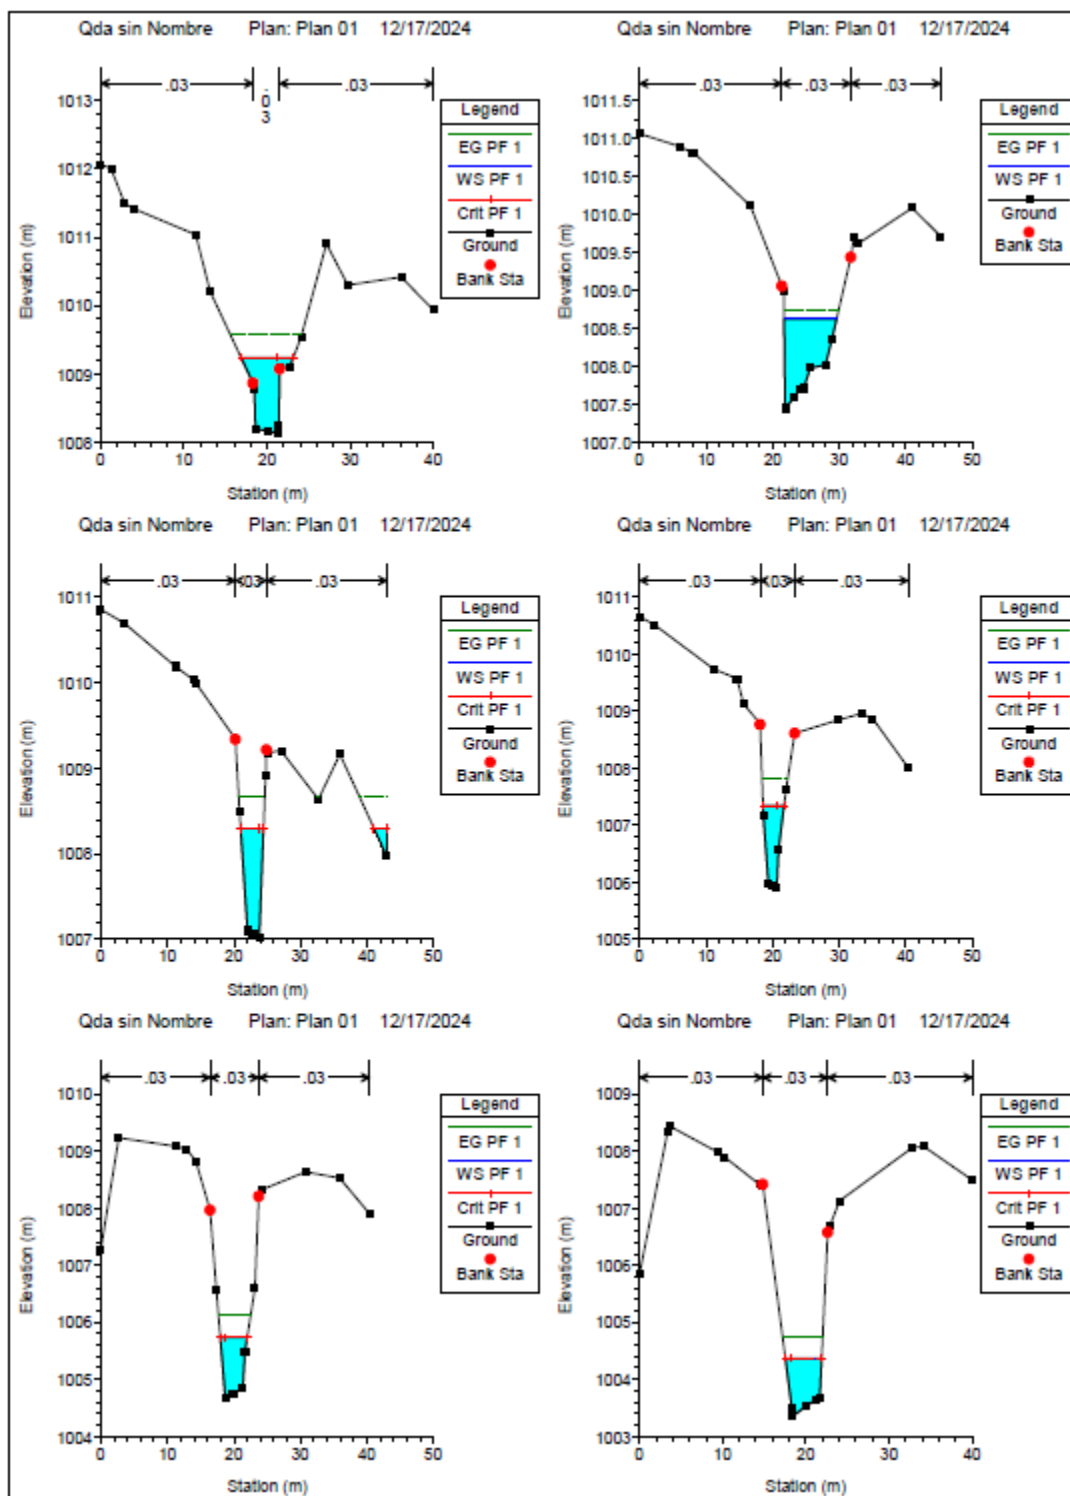 Qda sin Nombre Plan: Plan 01 12/17/2024
.03 .03 .03
Elevation (m)
1013
1012
1011
1010
1009
1008
0 10 20 30 40
Station (m)
Legend
EG PF 1
WS PF 1
Crit PF 1
Ground
Bank Sta
Qda sin Nombre Plan: Plan 01 12/17/2024
.03 .03 .03
Elevation (m)
1011.5
1011.0
1010.5
1010.0
1009.5
1009.0
1008.5
1008.0
1007.5
1007.0
0 10 20 30 40 50
Station (m)
Legend
EG PF 1
WS PF 1
Crit PF 1
Ground
Bank Sta
Qda sin Nombre Plan: Plan 01 12/17/2024
.03 .03 .03
Elevation (m)
1011
1010
1009
1008
1007
0 10 20 30 40 50
Station (m)
Legend
EG PF 1
WS PF 1
Crit PF 1
Ground
Bank Sta
Qda sin Nombre Plan: Plan 01 12/17/2024
.03 .03 .03
Elevation (m)
1011
1010
1009
1008
1007
1006
1005
0 10 20 30 40 50
Station (m)
Legend
EG PF 1
WS PF 1
Crit PF 1
Ground
Bank Sta
Qda sin Nombre Plan: Plan 01 12/17/2024
.03 .03 .03
Elevation (m)
1010
1009
1008
1007
1006
1005
1004
0 10 20 30 40 50
Station (m)
Legend
EG PF 1
WS PF 1
Crit PF 1
Ground
Bank Sta
Qda sin Nombre Plan: Plan 01 12/17/2024
.03 .03 .03
Elevation (m)
1009
1008
1007
1006
1005
1004
1003
0 10 20 30 40
Station (m)
Legend
EG PF 1
WS PF 1
Crit PF 1
Ground
Bank Sta